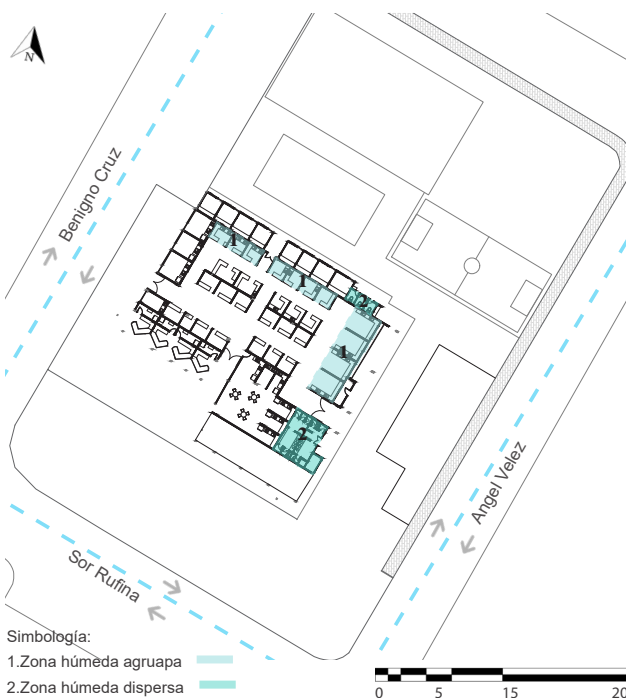 N
Benigno Cruz
1
1
2
1
2
Angel Velez
Sor Rufina
Simbología:
1.Zona húmeda agruapa
2.Zona húmeda dispersa
0 5 15 20